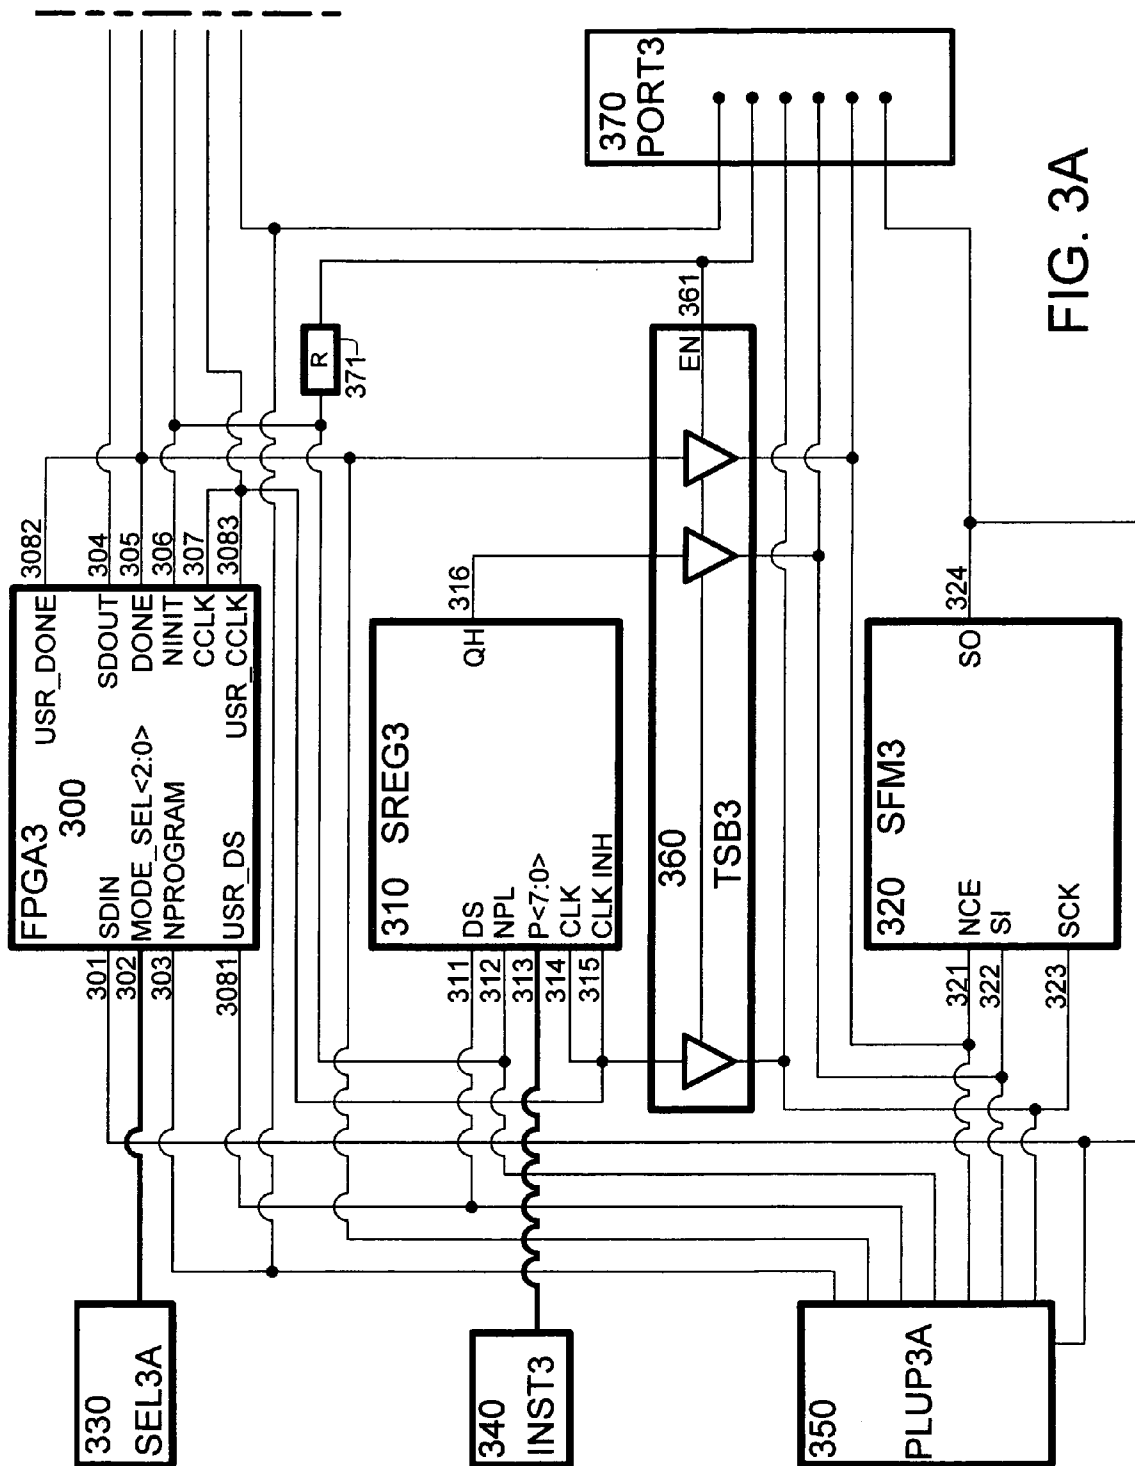 3082
304
305
306
307
3083
USR_DONE
SDOUT
DONE
NINIT
CCLK
USR_CCLK
FPGA3
300
SDIN
MODE_SEL<2:0>
NPROGRAM
USR_DS
301
302
303
3081
330
SEL3A
R
371
316
QH
310 SREG3
DS
NPL
P<7:0>
CLK
CLK INH
311
312
313
314
315
340
INST3
370
PORT3
EN
361
360
TSB3
324
SO
320 SFM3
NCE
SI
SCK
321
322
323
350
PLUP3A
FIG. 3A